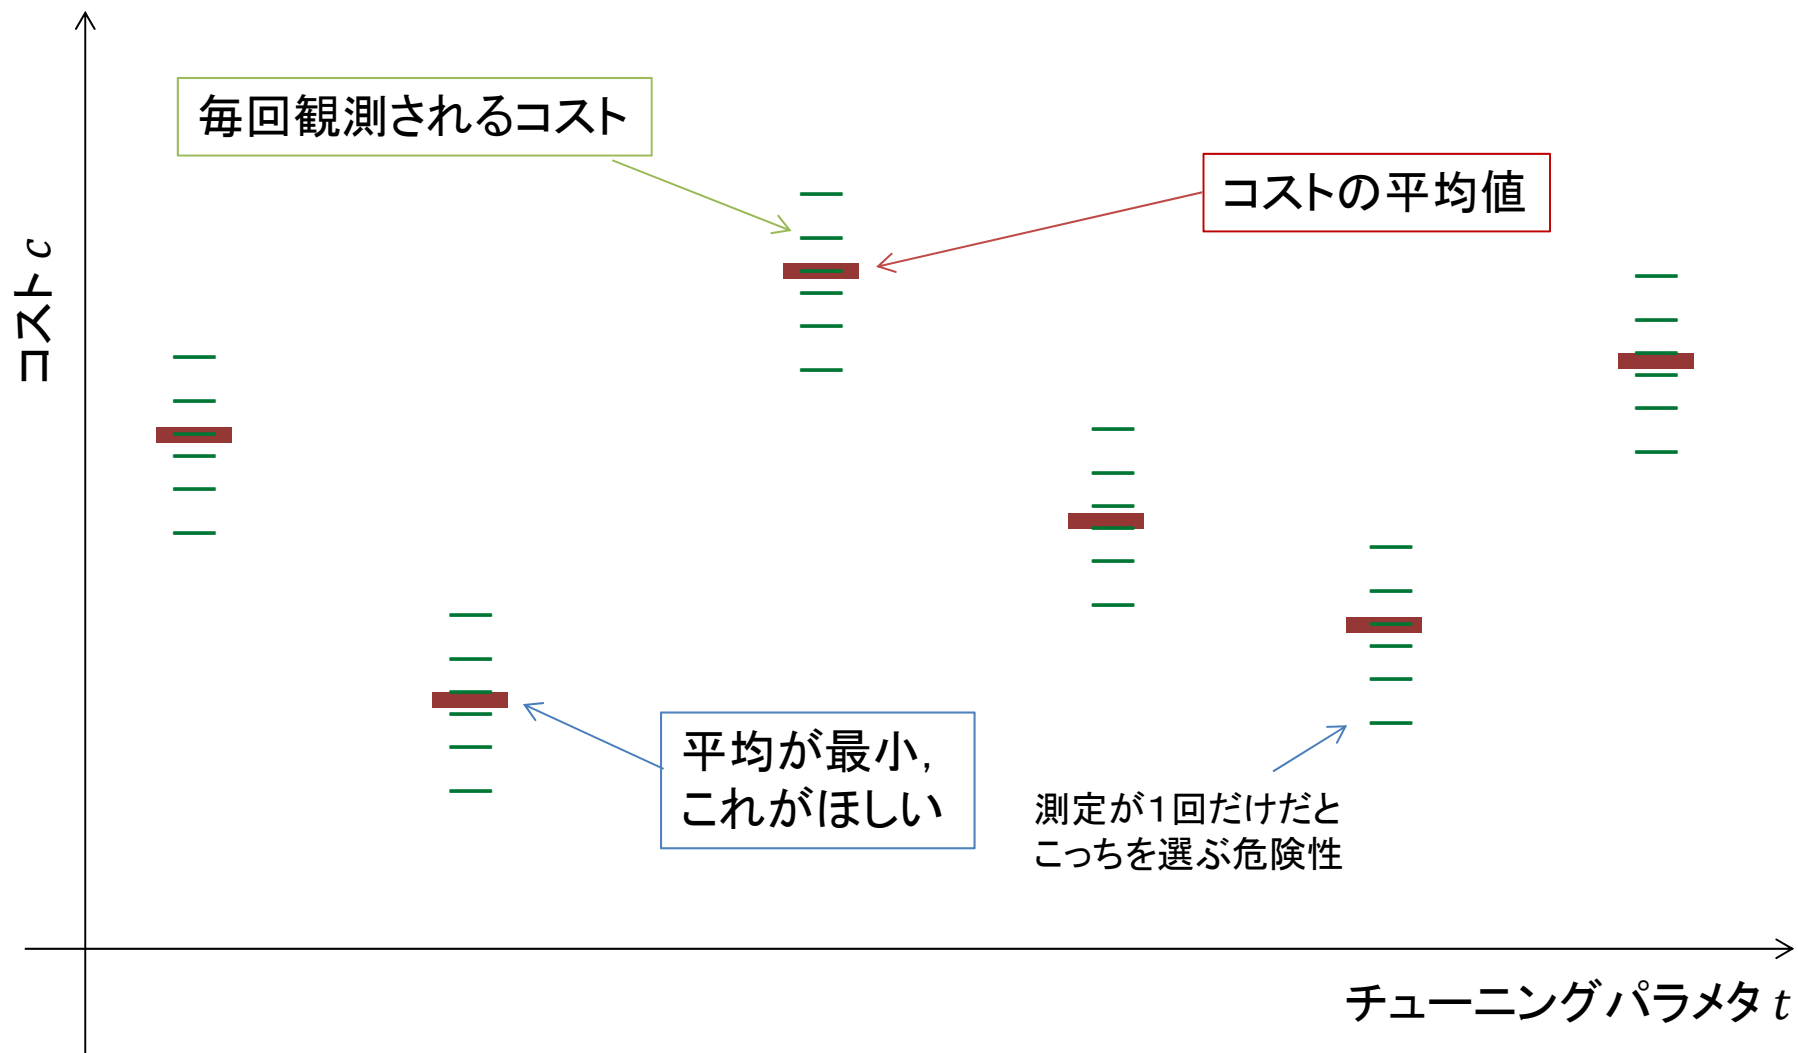 毎回観測されるコスト
コストの平均値
コスト c
平均が最小,
これがほしい
測定が１回だけだと
こっちを選ぶ危険性
チューニングパラメタ t